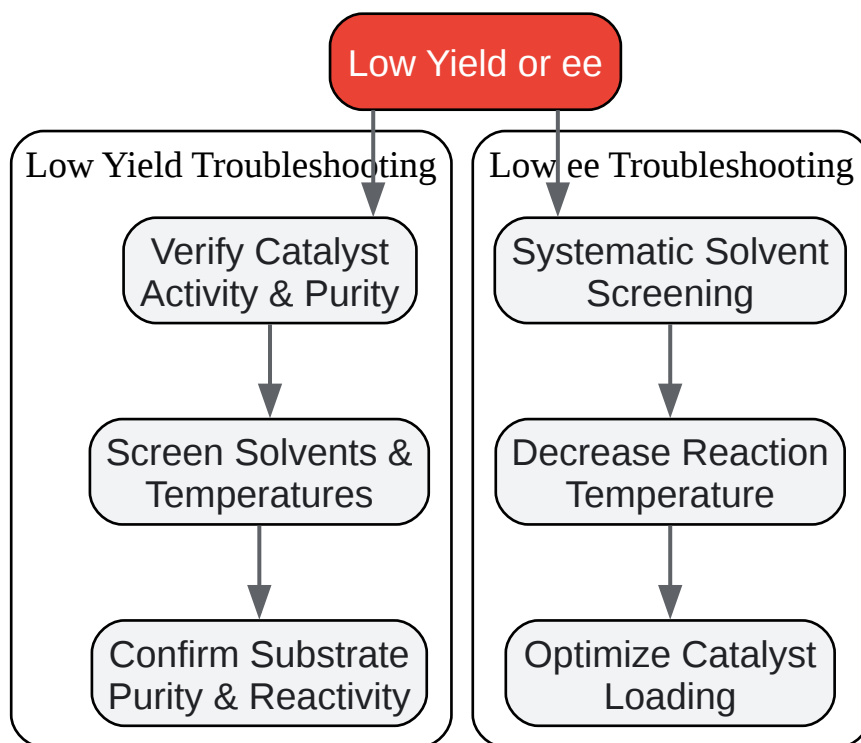 Low Yield or ee
Low Yield Troubleshooting
Verify Catalyst
Activity & Purity
Screen Solvents &
Temperatures
Confirm Substrate
Purity & Reactivity
Low ee Troubleshooting
Systematic Solvent
Screening
Decrease Reaction
Temperature
Optimize Catalyst
Loading